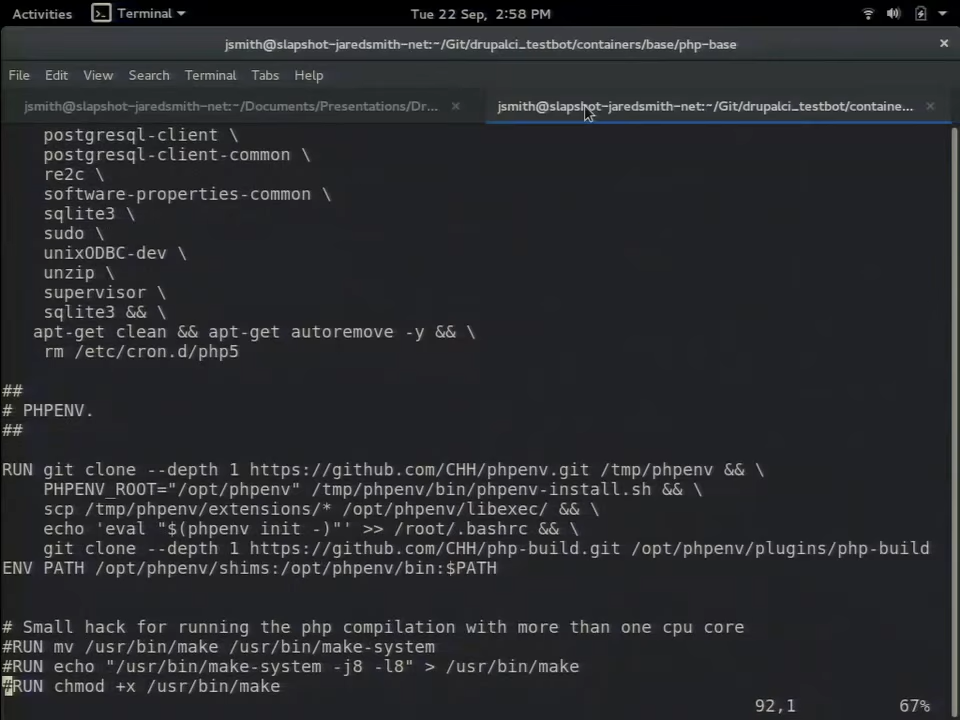 Activities
Terminal
Tue 22 Sep, 2:58 PM
jsmith@slapshot-jaredsmith-net:~/Git/drupalci_testbot/containers/base/php-base
File Edit View Search Terminal Tabs Help
jsmith@slapshot-jaredsmith-net:~/Documents/Presentations/Dr...
jsmith@slapshot-jaredsmith-net:~/Git/drupalci_testbot/containe...
postgresql-client \
postgresql-client-common \
re2c \
software-properties-common \
sqlite3 \
sudo \
unixODBC-dev \
unzip \
supervisor \
sqlite3 && \
apt-get clean && apt-get autoremove -y && \
rm /etc/cron.d/php5
##
# PHPENV.
##
RUN git clone --depth 1 https://github.com/CHH/phpenv.git /tmp/phpenv && \
PHPENV_ROOT="/opt/phpenv" /tmp/phpenv/bin/phpenv-install.sh && \
scp /tmp/phpenv/extensions/* /opt/phpenv/libexec/ && \
echo 'eval "$(phpenv init -)"' >> /root/.bashrc && \
git clone --depth 1 https://github.com/CHH/php-build.git /opt/phpenv/plugins/php-build
ENV PATH /opt/phpenv/shims:/opt/phpenv/bin:$PATH
# Small hack for running the php compilation with more than one cpu core
#RUN mv /usr/bin/make /usr/bin/make-system
#RUN echo "/usr/bin/make-system -j8 -l8" > /usr/bin/make
#RUN chmod +x /usr/bin/make
92,1
67%